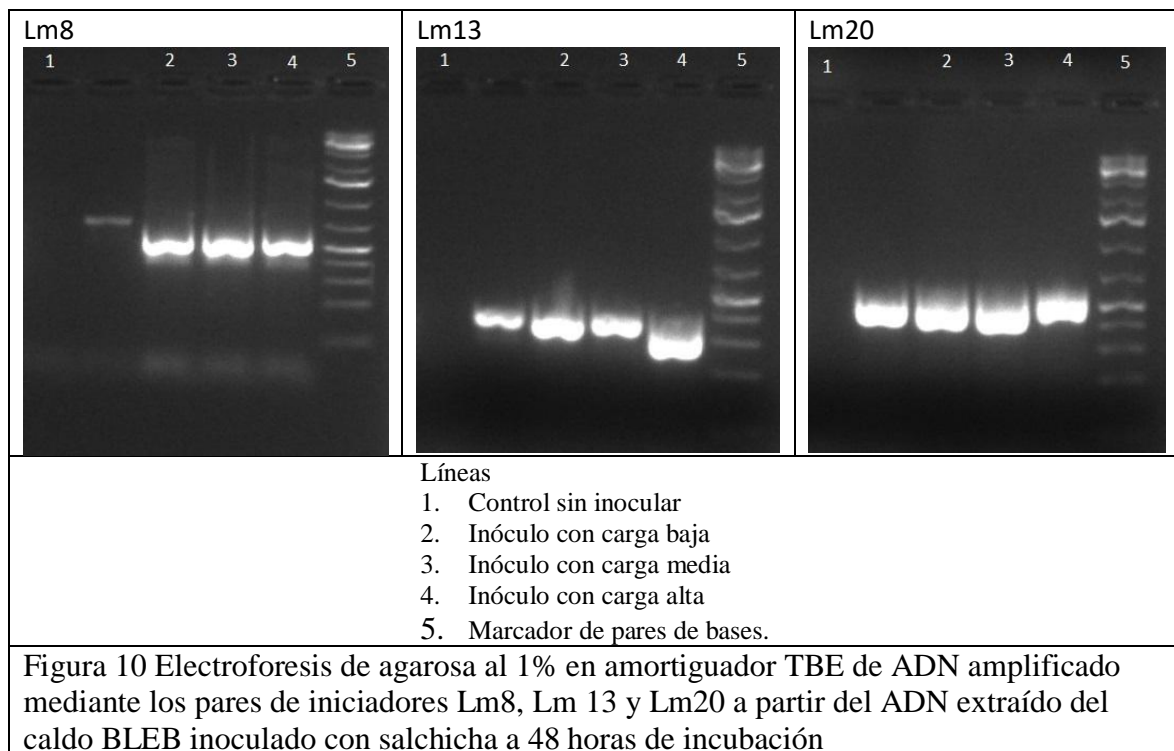 Lm8
Lm13
Lm20
1 2 3 4 5
1 2 3 4 5
1 2 3 4 5
Líneas
1. Control sin inocular
2. Inóculo con carga baja
3. Inóculo con carga media
4. Inóculo con carga alta
5. Marcador de pares de bases.
Figura 10 Electroforesis de agarosa al 1% en amortiguador TBE de ADN amplificado
mediante los pares de iniciadores Lm8, Lm 13 y Lm20 a partir del ADN extraído del
caldo BLEB inoculado con salchicha a 48 horas de incubación